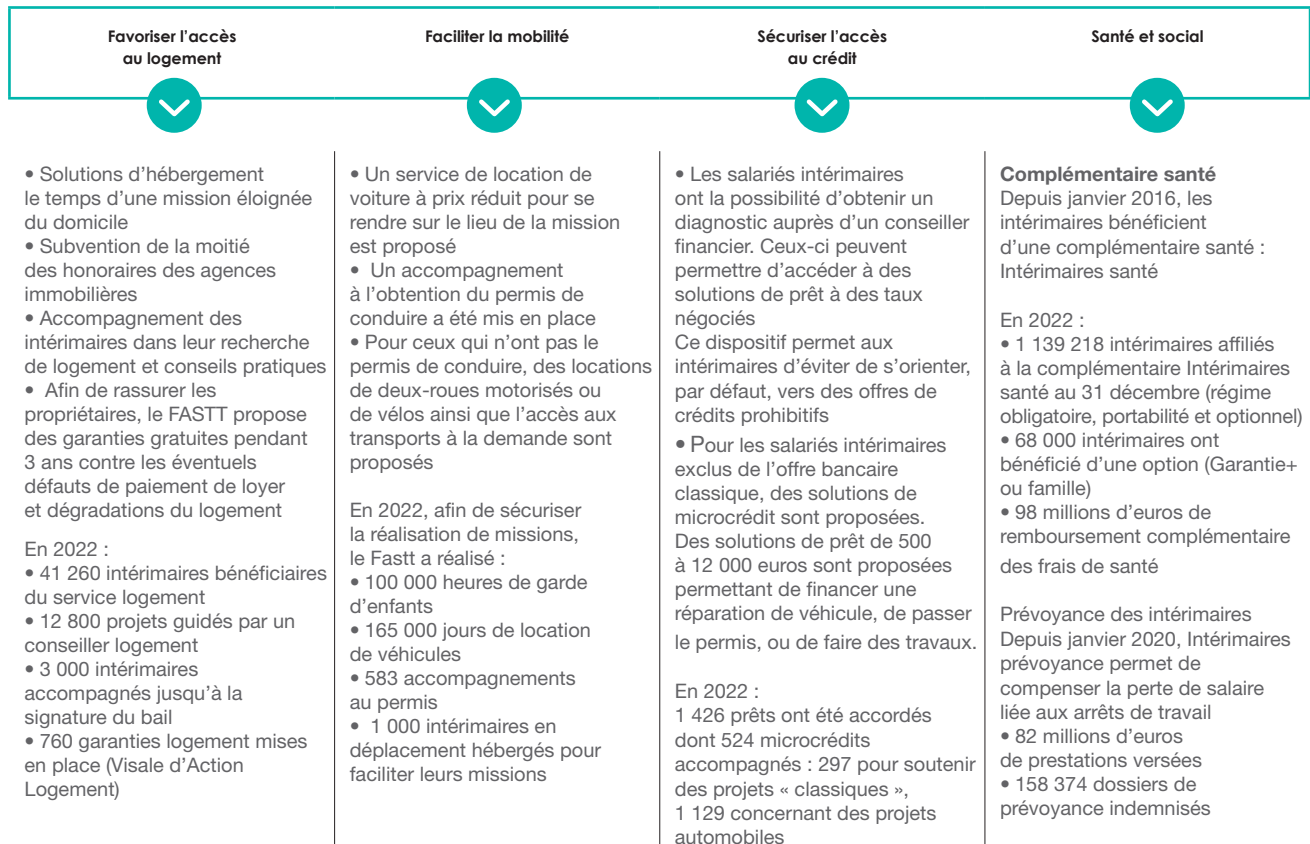 Favoriser l’accès
au logement
Faciliter la mobilité
Sécuriser l’accès
au crédit
Santé et social
• Solutions d’hébergement
le temps d’une mission éloignée
du domicile
• Subvention de la moitié
des honoraires des agences
immobilières
• Accompagnement des
intérimaires dans leur recherche
de logement et conseils pratiques
• Afin de rassurer les
propriétaires, le FASTT propose
des garanties gratuites pendant
3 ans contre les éventuels
défauts de paiement de loyer
et dégradations du logement
En 2022 :
• 41 260 intérimaires bénéficiaires
du service logement
• 12 800 projets guidés par un
conseiller logement
• 3 000 intérimaires
accompagnés jusqu’à la
signature du bail
• 760 garanties logement mises
en place (Visale d’Action
Logement)
• Un service de location de
voiture à prix réduit pour se
rendre sur le lieu de la mission
est proposé
• Un accompagnement
à l’obtention du permis de
conduire a été mis en place
• Pour ceux qui n’ont pas le
permis de conduire, des locations
de deux-roues motorisés ou
de vélos ainsi que l’accès aux
transports à la demande sont
proposés
En 2022, afin de sécuriser
la réalisation de missions,
le Fastt a réalisé :
• 100 000 heures de garde
d’enfants
• 165 000 jours de location
de véhicules
• 583 accompagnements
au permis
• 1 000 intérimaires en
déplacement hébergés pour
faciliter leurs missions
• Les salariés intérimaires
ont la possibilité d’obtenir un
diagnostic auprès d’un conseiller
financier. Ceux-ci peuvent
permettre d’accéder à des
solutions de prêt à des taux
négociés
Ce dispositif permet aux
intérimaires d’éviter de s’orienter,
par défaut, vers des offres de
crédits prohibitifs
• Pour les salariés intérimaires
exclus de l’offre bancaire
classique, des solutions de
microcrédit sont proposées.
Des solutions de prêt de 500
à 12 000 euros sont proposées
permettant de financer une
réparation de véhicule, de passer
le permis, ou de faire des travaux.
En 2022 :
1 426 prêts ont été accordés
dont 524 microcrédits
accompagnés : 297 pour soutenir
des projets « classiques »,
1 129 concernant des projets
automobiles
Complémentaire santé
Depuis janvier 2016, les
intérimaires bénéficient
d’une complémentaire santé :
Intérimaires santé
En 2022 :
• 1 139 218 intérimaires affiliés
à la complémentaire Intérimaires
santé au 31 décembre (régime
obligatoire, portabilité et optionnel)
• 68 000 intérimaires ont
bénéficié d’une option (Garantie+
ou famille)
• 98 millions d’euros de
remboursement complémentaire
des frais de santé
Prévoyance des intérimaires
Depuis janvier 2020, Intérimaires
prévoyance permet de
compenser la perte de salaire
liée aux arrêts de travail
• 82 millions d’euros
de prestations versées
• 158 374 dossiers de
prévoyance indemnisés